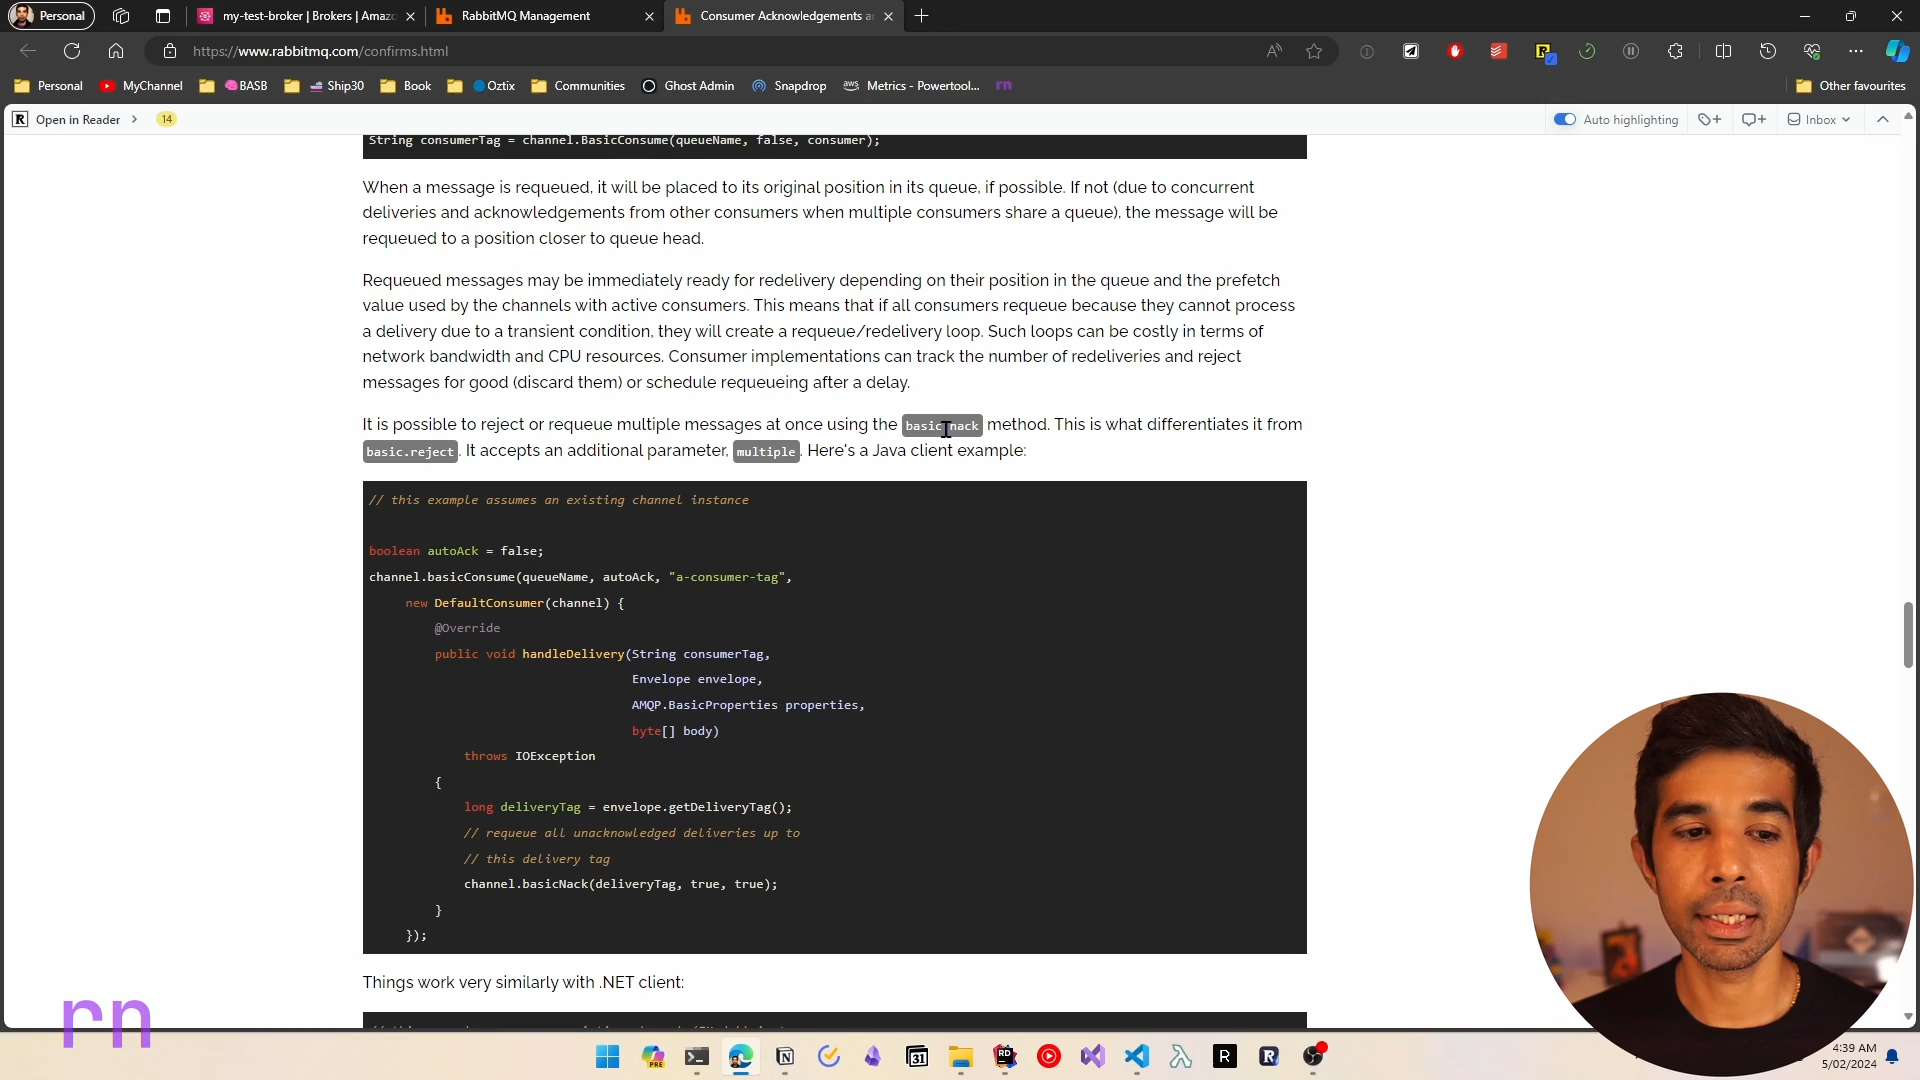 Personal
my-test-broker | Brokers | Amazo
RabbitMQ Management
Consumer Acknowledgements a
https://www.rabbitmq.com/confirms.html
Personal
MyChannel
BASB
Ship30
Book
Oztix
Communities
Ghost Admin
Snapdrop
aws
Metrics - Powertool...
rn
Other favourites
R
Open in Reader
14
Auto highlighting
Inbox
String consumerTag = channel.BasicConsume(queueName, false, consumer);
When a message is requeued, it will be placed to its original position in its queue, if possible. If not (due to concurrent
deliveries and acknowledgements from other consumers when multiple consumers share a queue), the message will be
requeued to a position closer to queue head.
Requeued messages may be immediately ready for redelivery depending on their position in the queue and the prefetch
value used by the channels with active consumers. This means that if all consumers requeue because they cannot process
a delivery due to a transient condition, they will create a requeue/redelivery loop. Such loops can be costly in terms of
network bandwidth and CPU resources. Consumer implementations can track the number of redeliveries and reject
messages for good (discard them) or schedule requeueing after a delay.
It is possible to reject or requeue multiple messages at once using the basic.nack method. This is what differentiates it from
basic.reject. It accepts an additional parameter, multiple. Here's a Java client example:
// this example assumes an existing channel instance
boolean autoAck = false;
channel.basicConsume(queueName, autoAck, "a-consumer-tag",
new DefaultConsumer(channel) {
@Override
public void handleDelivery(String consumerTag,
Envelope envelope,
AMQP.BasicProperties properties,
byte[] body)
throws IOException
{
long deliveryTag = envelope.getDeliveryTag();
// requeue all unacknowledged deliveries up to
// this delivery tag
channel.basicNack(deliveryTag, true, true);
}
});
Things work very similarly with .NET client:
rn
PRE
31
RD
R
R
4:39 AM
5/02/2024